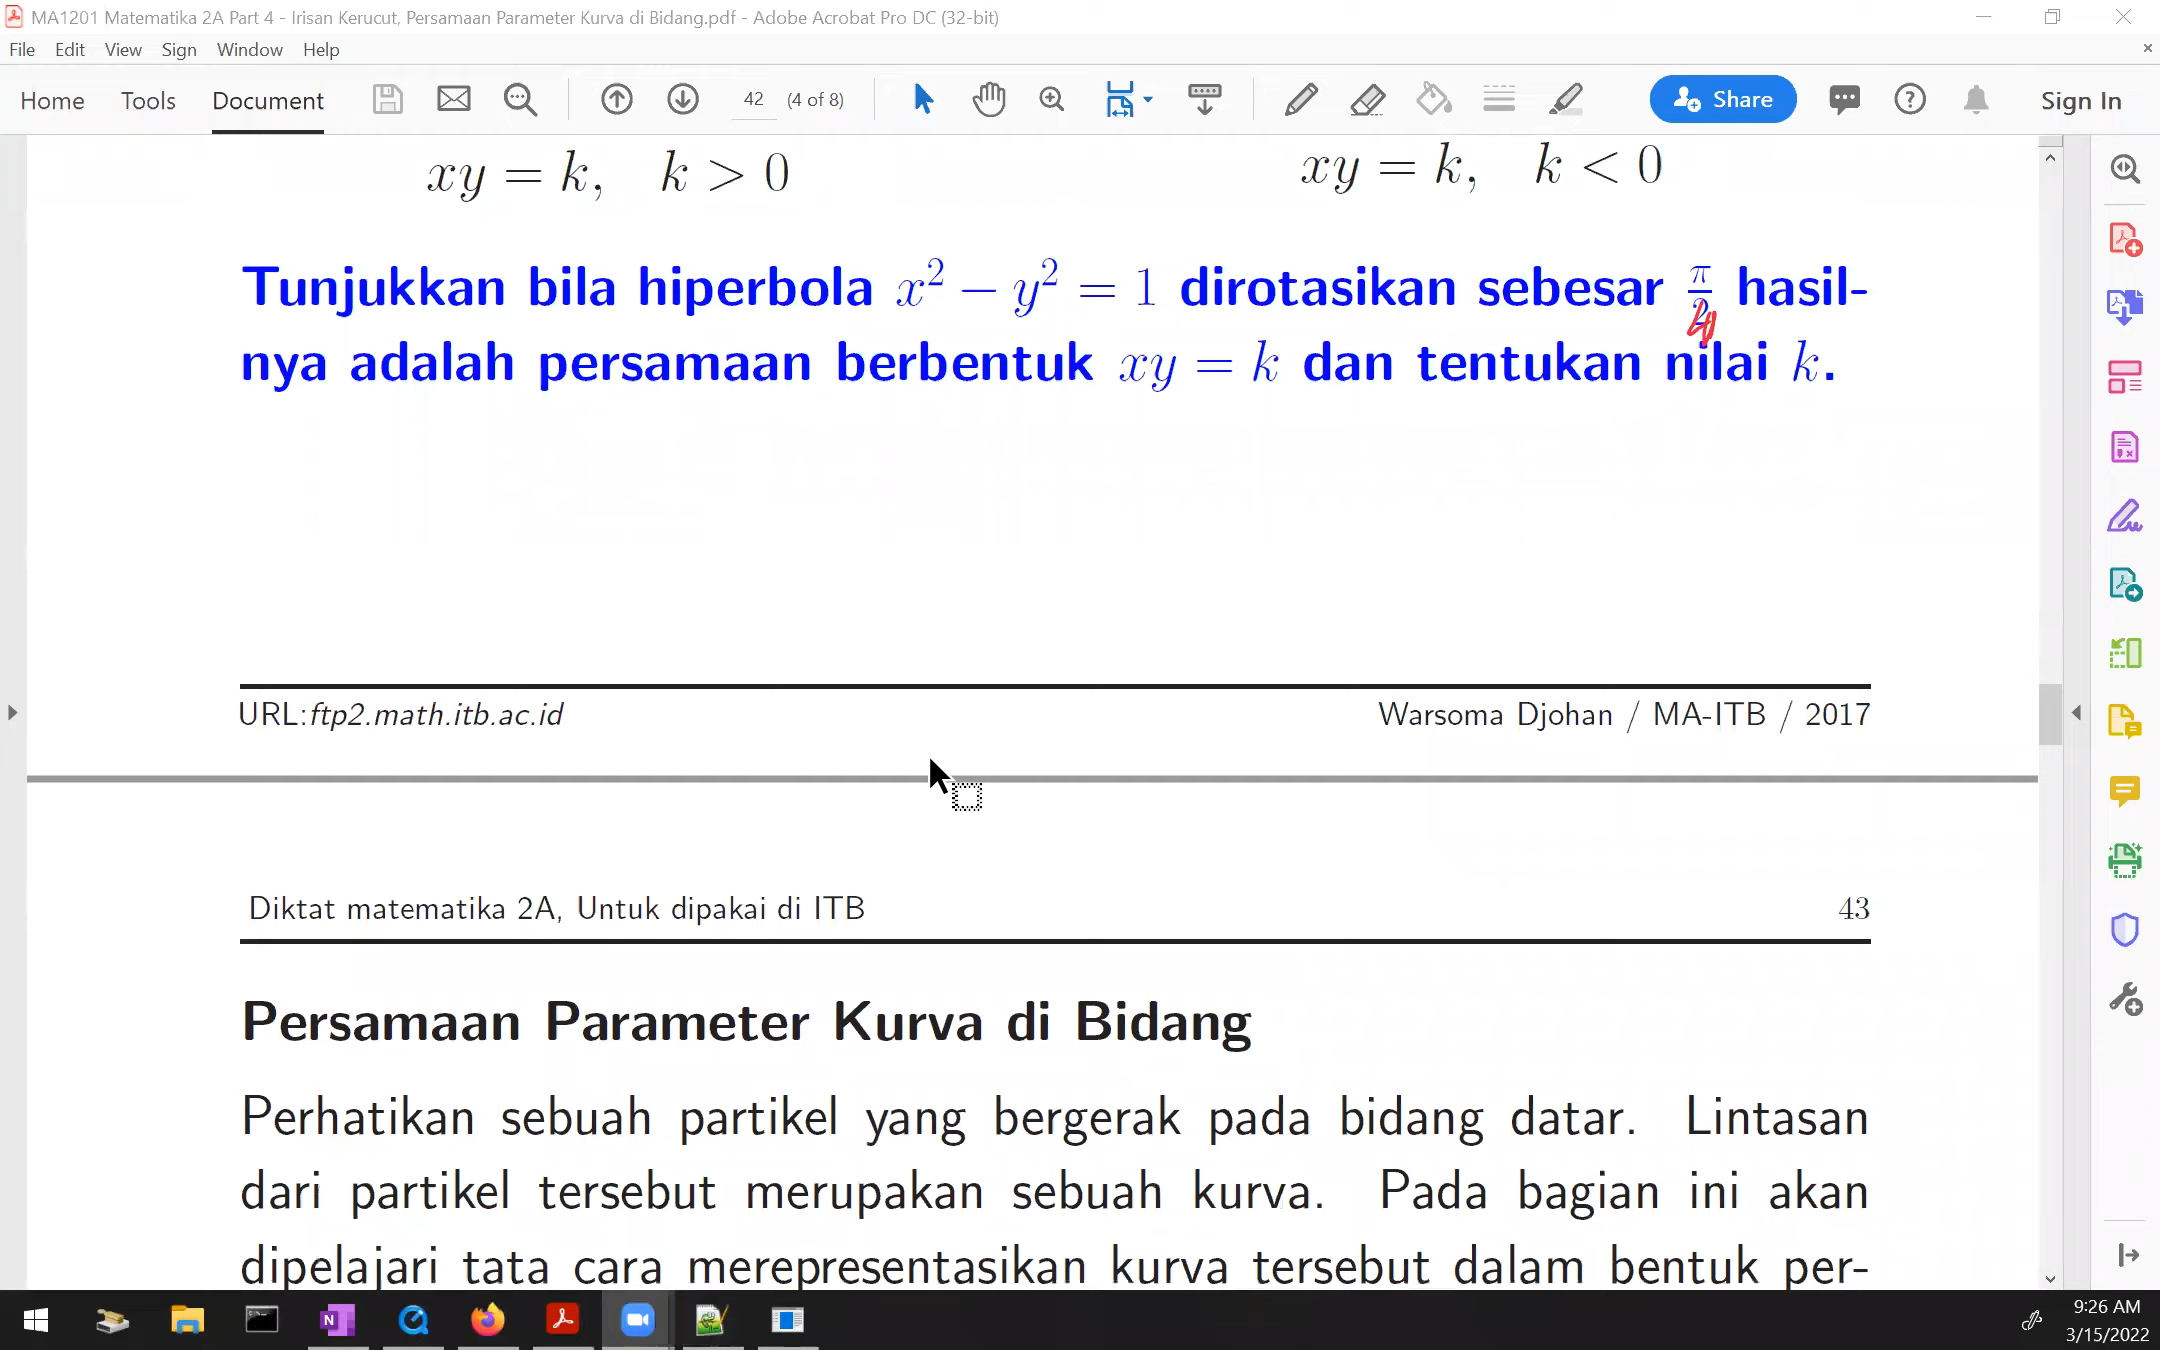 MA1201 Matematika 2A Part 4 - Irisan Kerucut, Persamaan Parameter Kurva di Bidang.pdf - Adobe Acrobat Pro DC (32-bit)
File Edit View Sign Window Help
Home Tools Document 42 (4 of 8) Share Sign In
xy = k, k > 0 xy = k, k < 0
Tunjukkan bila hiperbola x² − y² = 1 dirotasikan sebesar π/2 4 hasil-
nya adalah persamaan berbentuk xy = k dan tentukan nilai k.
URL:ftp2.math.itb.ac.id Warsoma Djohan / MA-ITB / 2017
Diktat matematika 2A, Untuk dipakai di ITB 43
Persamaan Parameter Kurva di Bidang
Perhatikan sebuah partikel yang bergerak pada bidang datar. Lintasan
dari partikel tersebut merupakan sebuah kurva. Pada bagian ini akan
dipelajari tata cara merepresentasikan kurva tersebut dalam bentuk per-
9:26 AM
3/15/2022